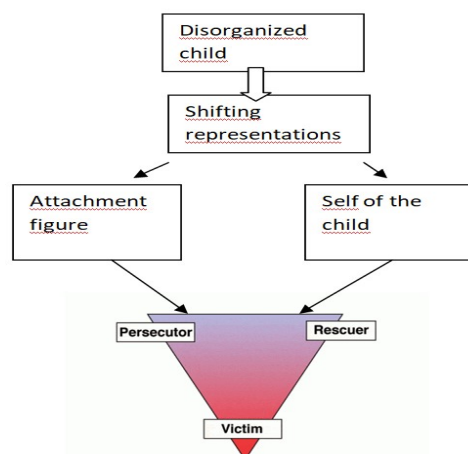 Disorganized
child
Shifting
representations
Attachment
figure
Self of the
child
Persecutor
Rescuer
Victim